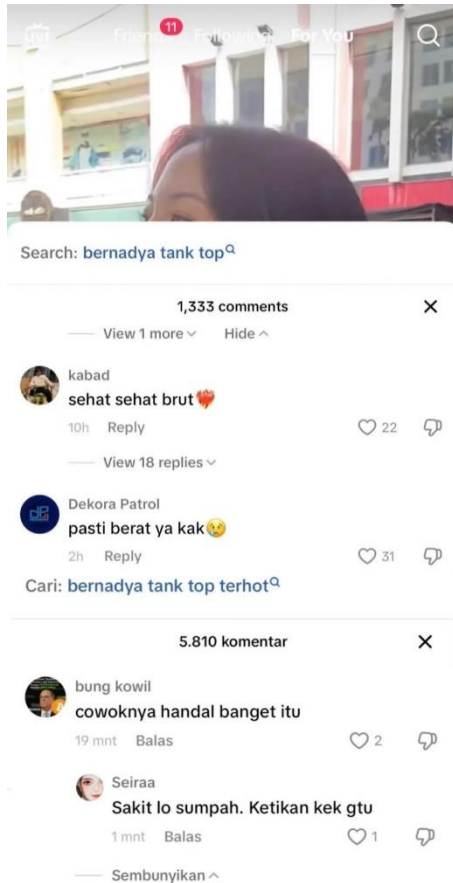 LIVE
Friends
11
Following
For You
Search: bernadya tank top
1,333 comments
View 1 more
Hide
kabad
sehat sehat brut❤️‍🔥
10h Reply
22
View 18 replies
dP
Dekora Patrol
pasti berat ya kak😢
2h Reply
31
Cari: bernadya tank top terhot
5.810 komentar
bung kowil
cowoknya handal banget itu
19 mnt Balas
2
Seiraa
Sakit lo sumpah. Ketikan kek gtu
1 mnt Balas
1
Sembunyikan